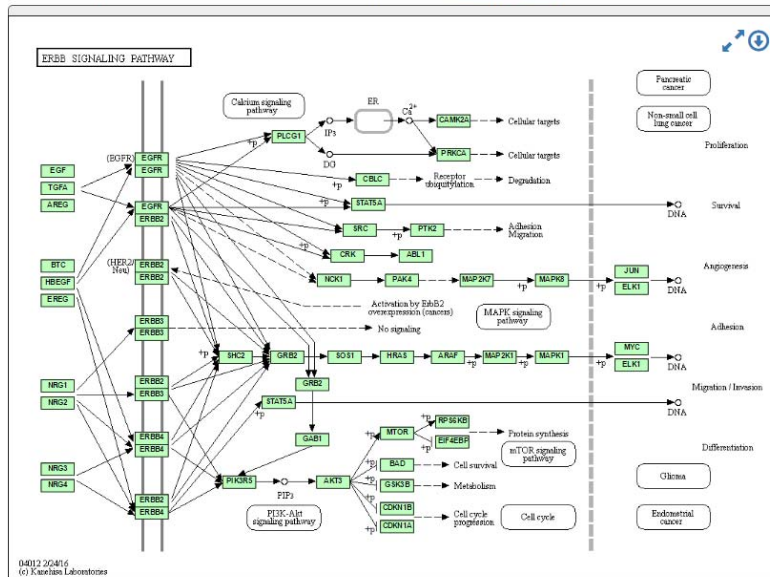 ERBB SIGNALING PATHWAY
Pancreatic
cancer
Non-small cell
lung cancer
Calcium signaling
pathway
ER
IP3
Ca2+
CAMK2A
Cellular targets
PLCG1
+p
DG
PRKCA
Cellular targets
Proliferation
(EGFR)
EGFR
EGFR
EGF
TGFA
AREG
+p
CBLC
Receptor
ubiquitylation
Degradation
EGFR
ERBB2
+p
STAT5A
DNA
Survival
+p
SRC
+p
PTK2
Adhesion
Migration
+p
CRK
ABL1
BTC
HBEGF
EREG
(HER2/
Neu)
ERBB2
ERBB2
NCK1
PAK4
MAP2K7
+p
MAPK8
+p
JUN
ELK1
DNA
Angiogenesis
Activation by ErbB2
overexpression (cancers)
MAPK signaling
pathway
ERBB3
ERBB3
No signaling
Adhesion
+p
SHC2
GRB2
SOS1
HRAS
ARAF
+p
MAP2K1
+p
MAPK1
+p
MYC
ELK1
DNA
NRG1
NRG2
ERBB2
ERBB3
GRB2
Migration / Invasion
STAT5A
+p
DNA
ERBB4
ERBB4
GAB1
+p
MTOR
+p
RPS6KB
+p
EIF4EBP
Protein synthesis
mTOR signaling
pathway
Differentiation
NRG3
NRG4
+p
BAD
Cell survival
Glioma
PIK3R5
PIP3
AKT3
+p
GSK3B
Metabolism
ERBB2
ERBB4
PI3K-Akt
signaling pathway
+p
CDKN1B
CDKN1A
Cell cycle
progression
Cell cycle
Endometrial
cancer
04012 2/24/16
(c) Kanehisa Laboratories